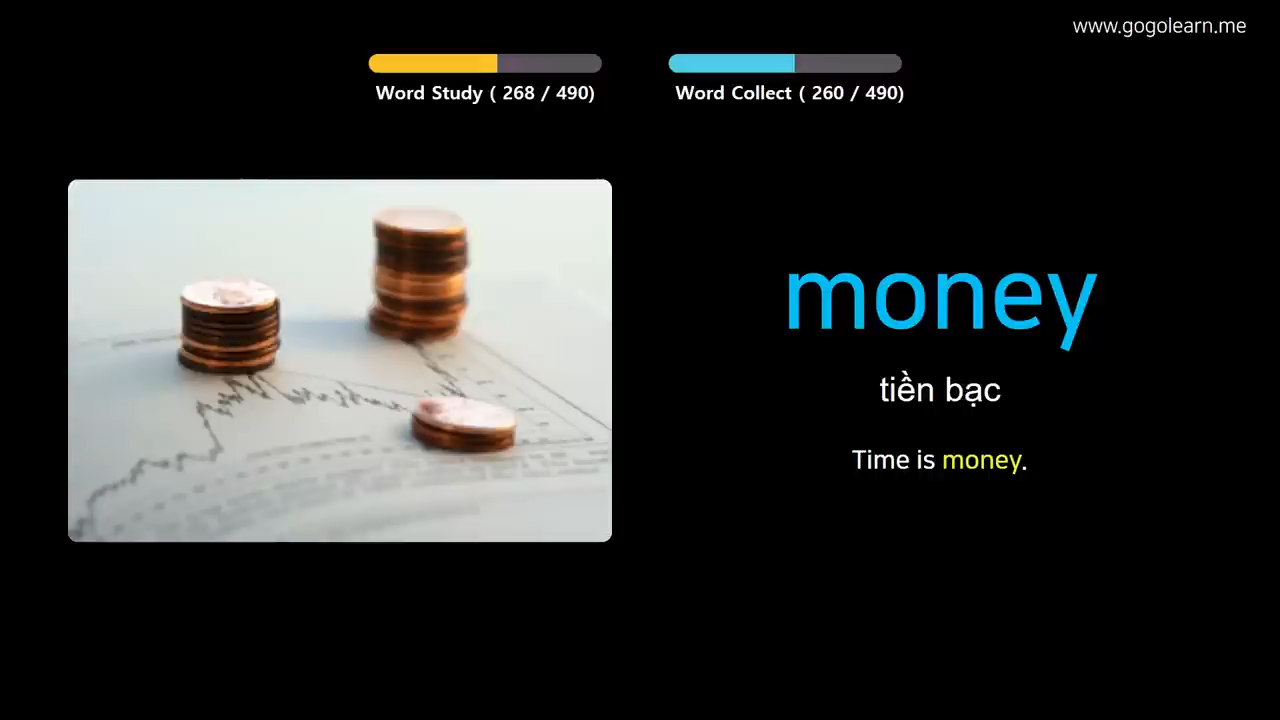 www.gogolearn.me
Word Study ( 268 / 490)
Word Collect ( 260 / 490)
money
tiền bạc
Time is money.